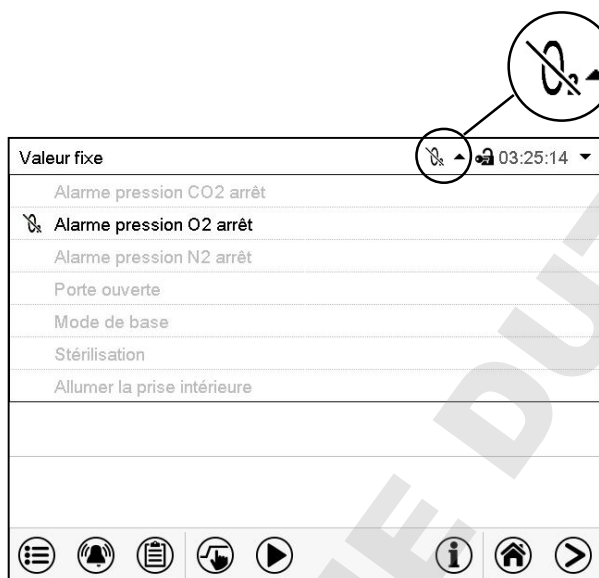 Valeur fixe 03:25:14
Alarme pression CO2 arrêt
Alarme pression O2 arrêt
Alarme pression N2 arrêt
Porte ouverte
Mode de base
Stérilisation
Allumer la prise intérieure